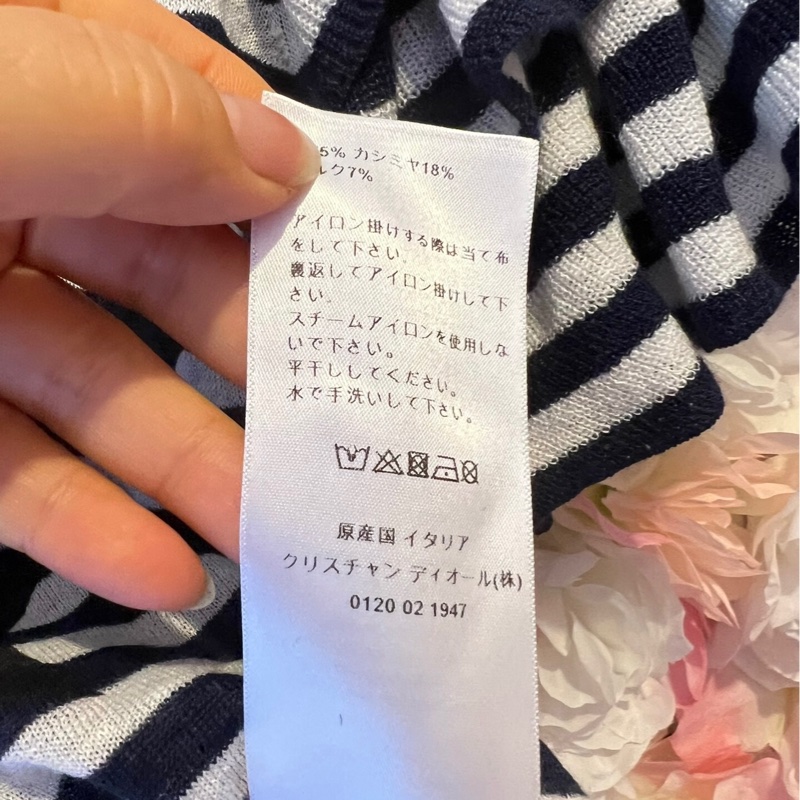 5% カシミヤ18%
ルク7%
アイロン掛けする際は当て布
をして下さい。
裏返してアイロン掛けして下
さい。
スチームアイロンを使用しな
いで下さい。
平干ししてください。
水で手洗いして下さい。
原産国 イタリア
クリスチャン ディオール(株)
0120 02 1947